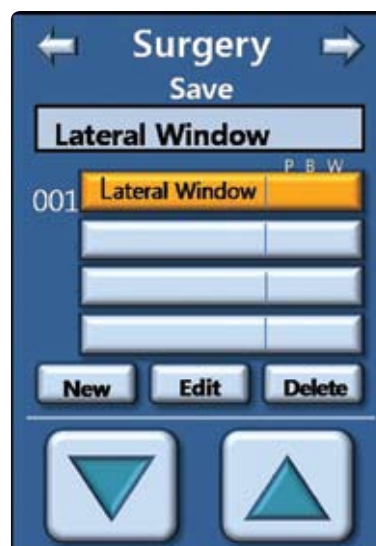 Surgery
Save
Lateral Window
P B W
001 Lateral Window
New Edit Delete